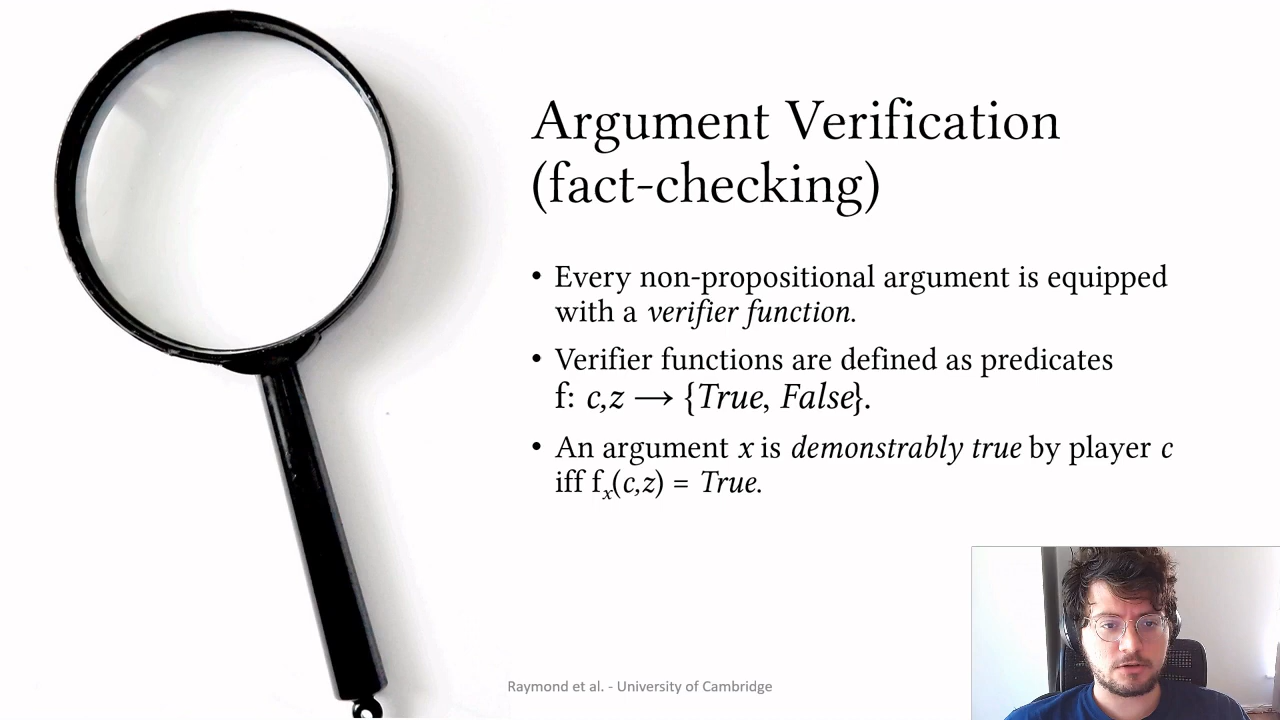 Argument Verification
(fact-checking)
• Every non-propositional argument is equipped
with a verifier function.
• Verifier functions are defined as predicates
f: c,z ⟶ {True, False}.
• An argument x is demonstrably true by player c
iff fₓ(c,z) = True.
Raymond et al. - University of Cambridge